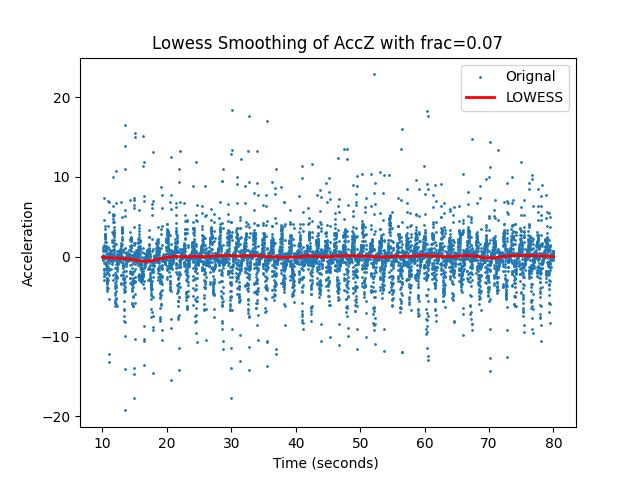 Lowess Smoothing of AccZ with frac=0.07
Orignal
LOWESS
Acceleration
20
10
0
−10
−20
10 20 30 40 50 60 70 80
Time (seconds)